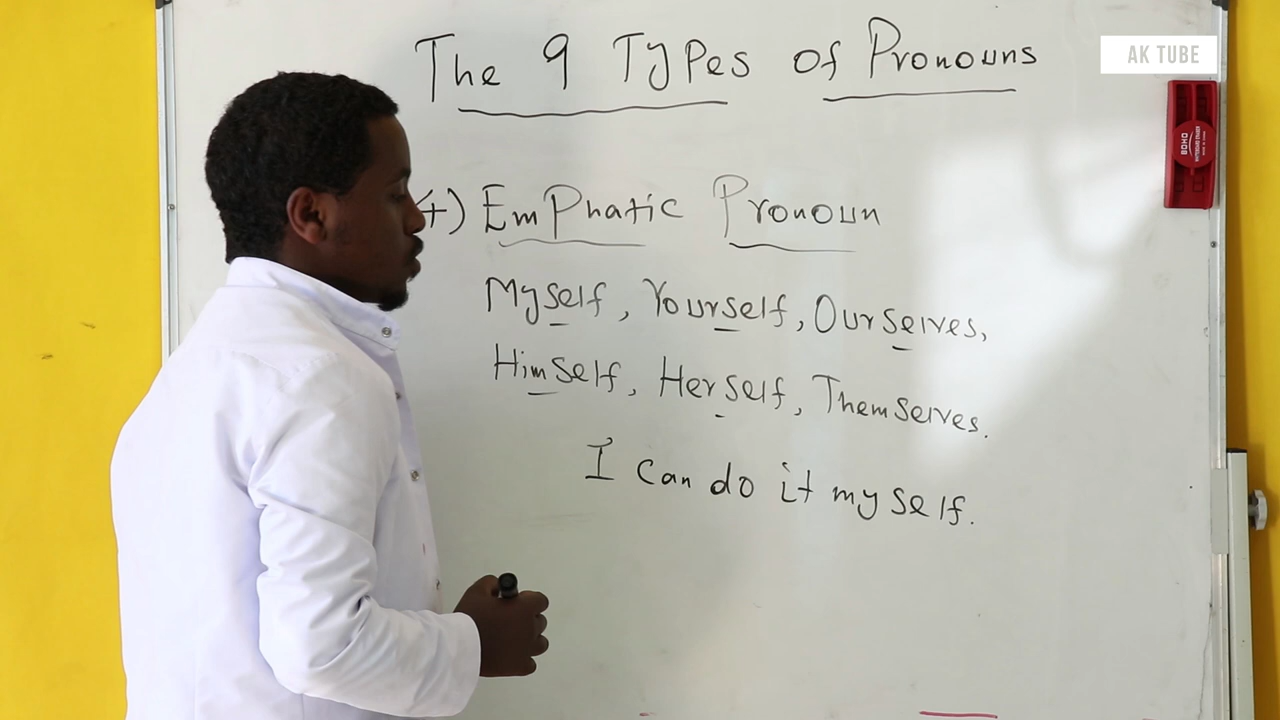 The 9 Types of Pronouns
AK TUBE
BOHO
4) Emphatic Pronoun
Myself, Yourself, Ourselves,
Himself, Herself, Themselves.
I can do it myself.